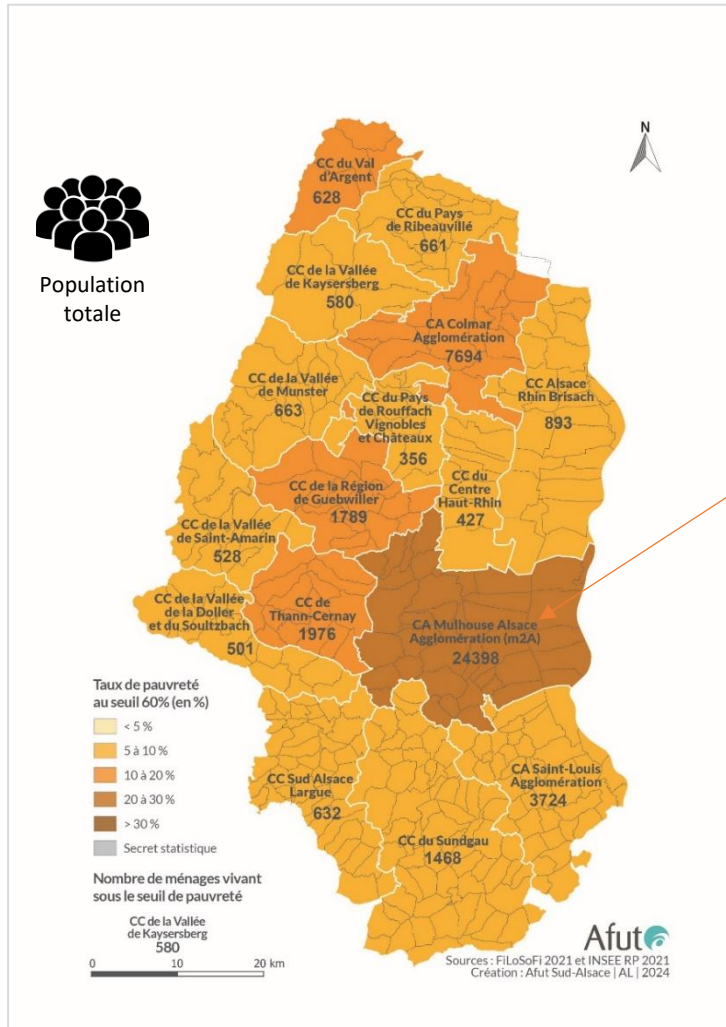 N
CC du Val
d'Argent
628
CC du Pays
de Ribeauvillé
661
Population
totale
CC de la Vallée
de Kaysersberg
580
CA Colmar
Agglomération
7694
CC de la Vallée
de Munster
663
CC du Pays
de Rouffach
Vignobles
et Châteaux
356
CC Alsace
Rhin Brisach
893
CC de la Région
de Guebwiller
1789
CC du
Centre
Haut-Rhin
427
CC de la Vallée
de Saint-Amarin
528
CC de la Vallée
de la Doller
et du Soultzbach
501
CC de
Thann-Cernay
1976
CA Mulhouse Alsace
Agglomération (m2A)
24398
Taux de pauvreté
au seuil 60% (en %)
< 5 %
5 à 10 %
10 à 20 %
20 à 30 %
> 30 %
Secret statistique
CC Sud Alsace
Largue
632
CA Saint-Louis
Agglomération
3724
CC du Sundgau
1468
Nombre de ménages vivant
sous le seuil de pauvreté
CC de la Vallée
de Kaysersberg
580
0 10 20 km
Afut
Sources : FiLoSoFi 2021 et INSEE RP 2021
Création : Afut Sud-Alsace | AL | 2024